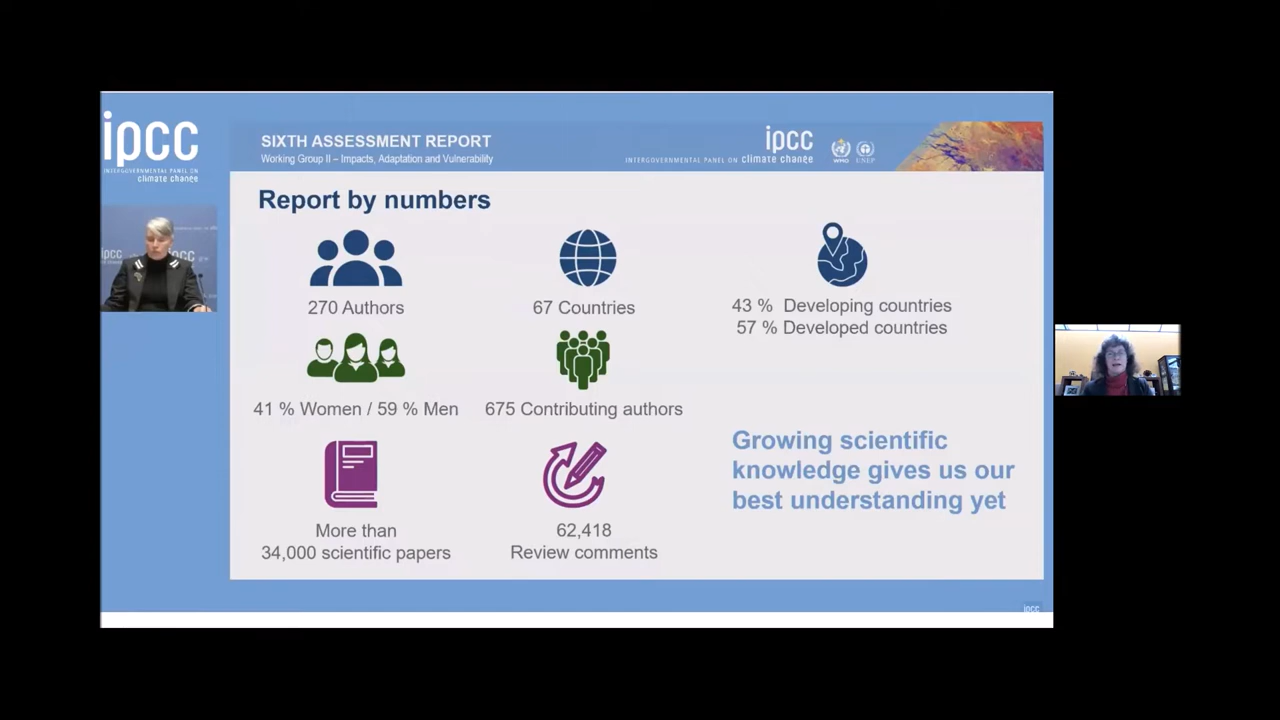 ipcc
INTERGOVERNMENTAL PANEL ON
climate change
SIXTH ASSESSMENT REPORT
Working Group II – Impacts, Adaptation and Vulnerability
ipcc
INTERGOVERNMENTAL PANEL ON climate change
WMO UNEP
Report by numbers
270 Authors
67 Countries
43 % Developing countries
57 % Developed countries
41 % Women / 59 % Men
675 Contributing authors
Growing scientific
knowledge gives us our
best understanding yet
More than
34,000 scientific papers
62,418
Review comments
ipcc